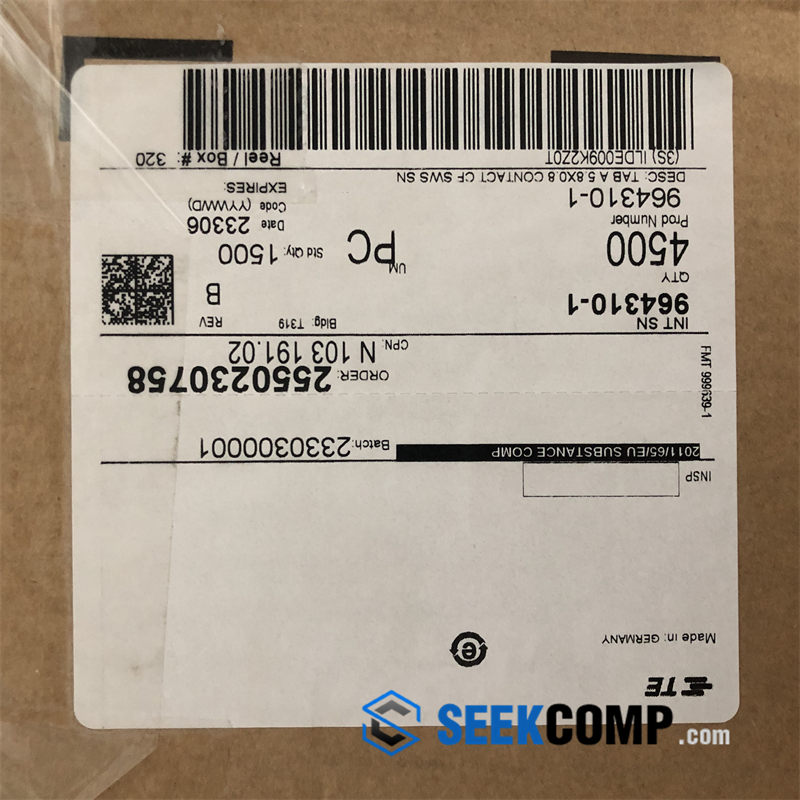 TE
Made in: GERMANY
e
INSP
2011/65/EU SUBSTANCE COMP
Batch: 2330300001
FMT 999639-1
ORDER: 2550230758
CPN: N 103 191.02
INT SN
964310-1
Bldg: T319
REV
B
QTY
4500
UM
PC
Std Qty: 1500
Prod Number
964310-1
Date
Code (YYWWD)
23306
EXPIRES:
DESC: TAB A 5.8X0.8 CONTACT CF SWS SN
(3S) ILDE009K2Z0T
Reel / Box #: 320
SEEKCOMP.com